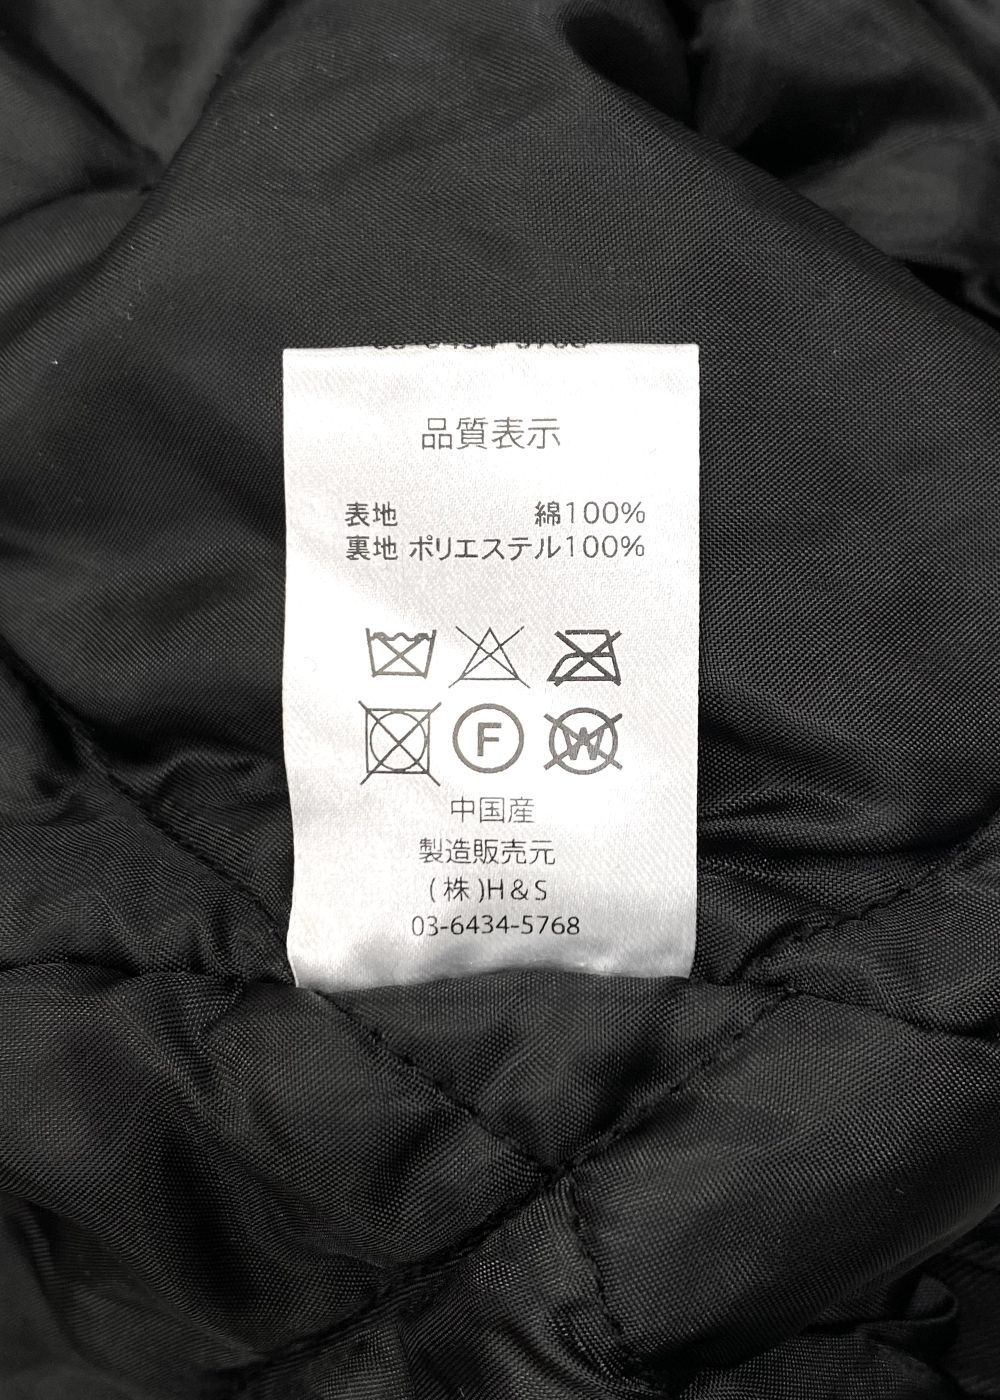 品質表示
表地 綿100%
裏地 ポリエステル100%
F W
中国産
製造販売元
(株)H&S
03-6434-5768